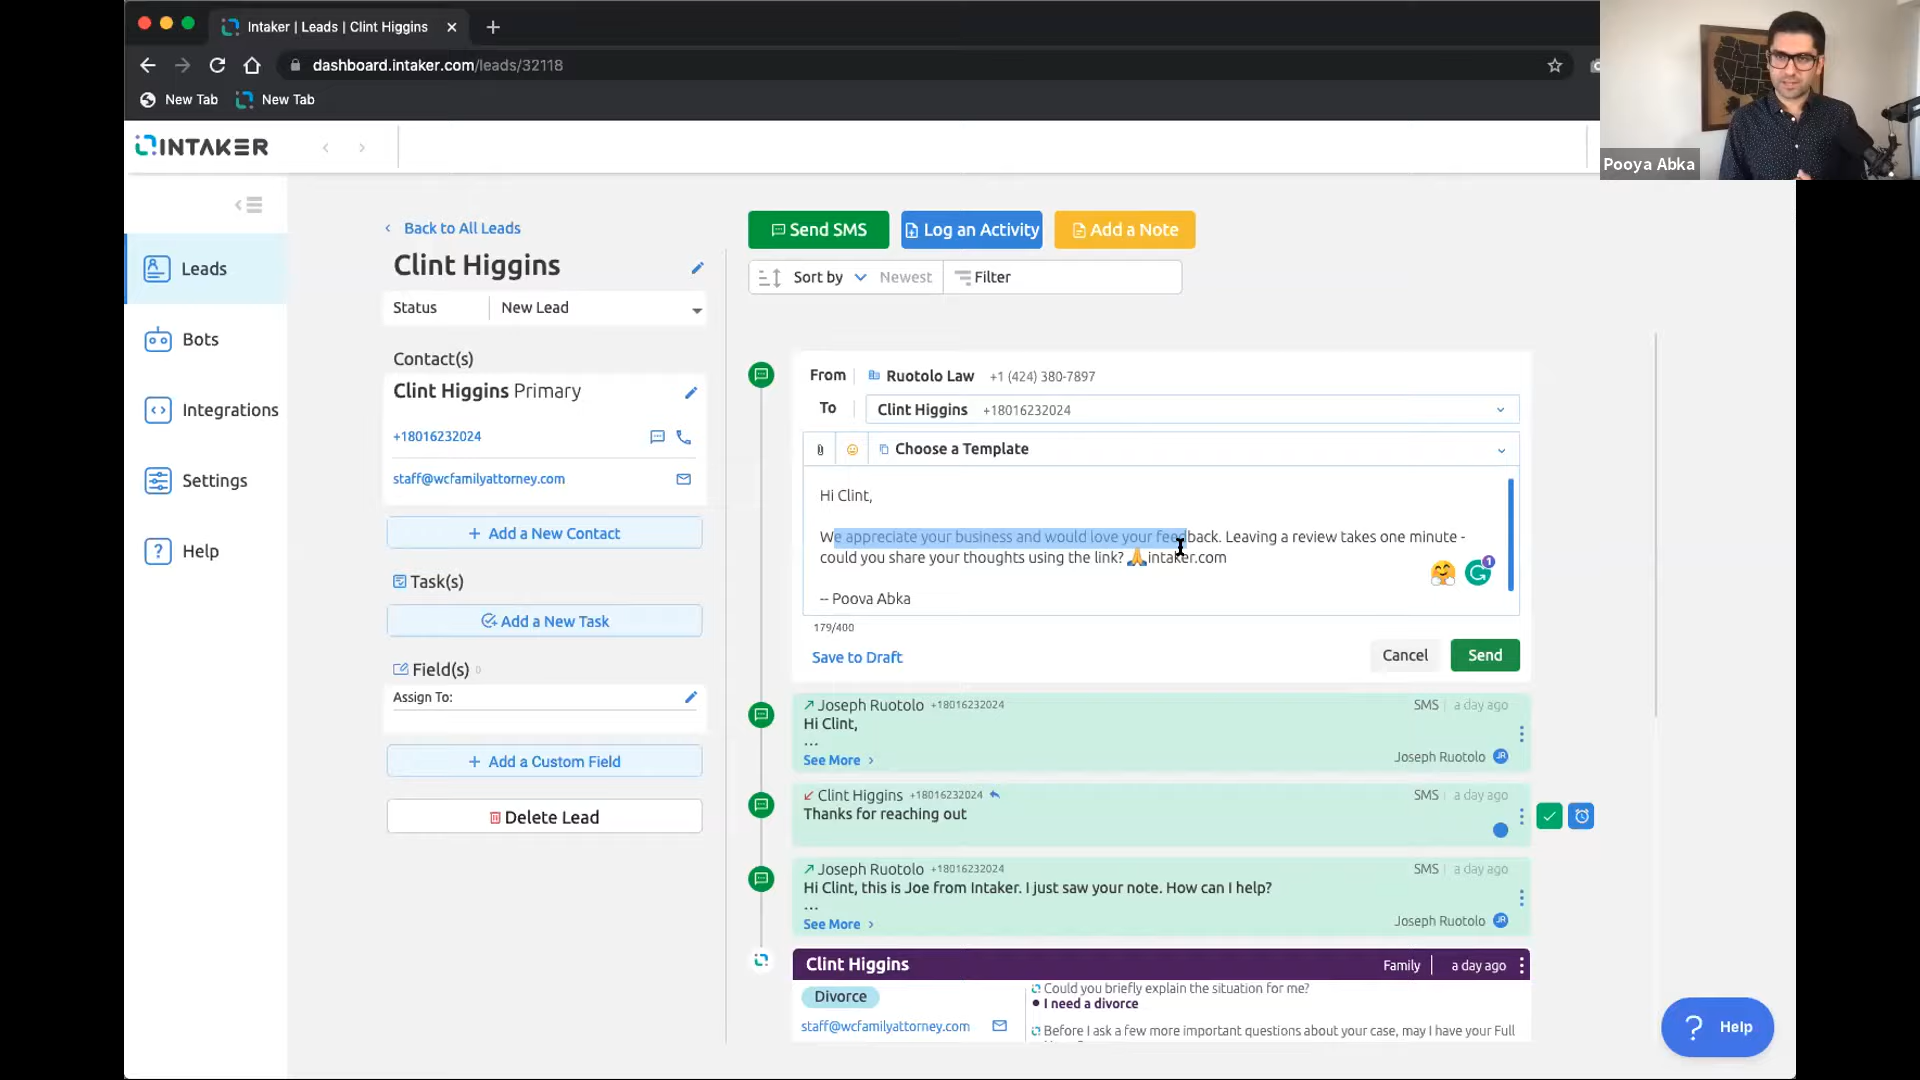 Intaker | Leads | Clint Higgins
dashboard.intaker.com/leads/32118
New Tab
New Tab
Pooya Abka
INTAKER
Leads
Bots
Integrations
Settings
Help
Back to All Leads
Clint Higgins
Status New Lead
Contact(s)
Clint Higgins Primary
+18016232024
staff@wcfamilyattorney.com
+ Add a New Contact
Task(s)
Add a New Task
Field(s) 0
Assign To:
+ Add a Custom Field
Delete Lead
Send SMS
Log an Activity
Add a Note
Sort by Newest Filter
From Ruotolo Law +1 (424) 380-7897
To Clint Higgins +18016232024
Choose a Template
Hi Clint,
We appreciate your business and would love your feedback. Leaving a review takes one minute -
could you share your thoughts using the link? 🙏intaker.com
1
-- Pooya Abka
179/400
Save to Draft
Cancel
Send
Joseph Ruotolo +18016232024 SMS | a day ago
Hi Clint,
...
See More
Joseph Ruotolo JR
Clint Higgins +18016232024 SMS | a day ago
Thanks for reaching out
Joseph Ruotolo +18016232024 SMS | a day ago
Hi Clint, this is Joe from Intaker. I just saw your note. How can I help?
...
See More
Joseph Ruotolo JR
Clint Higgins Family | a day ago
Divorce
staff@wcfamilyattorney.com
Could you briefly explain the situation for me?
• I need a divorce
Before I ask a few more important questions about your case, may I have your Full
? Help